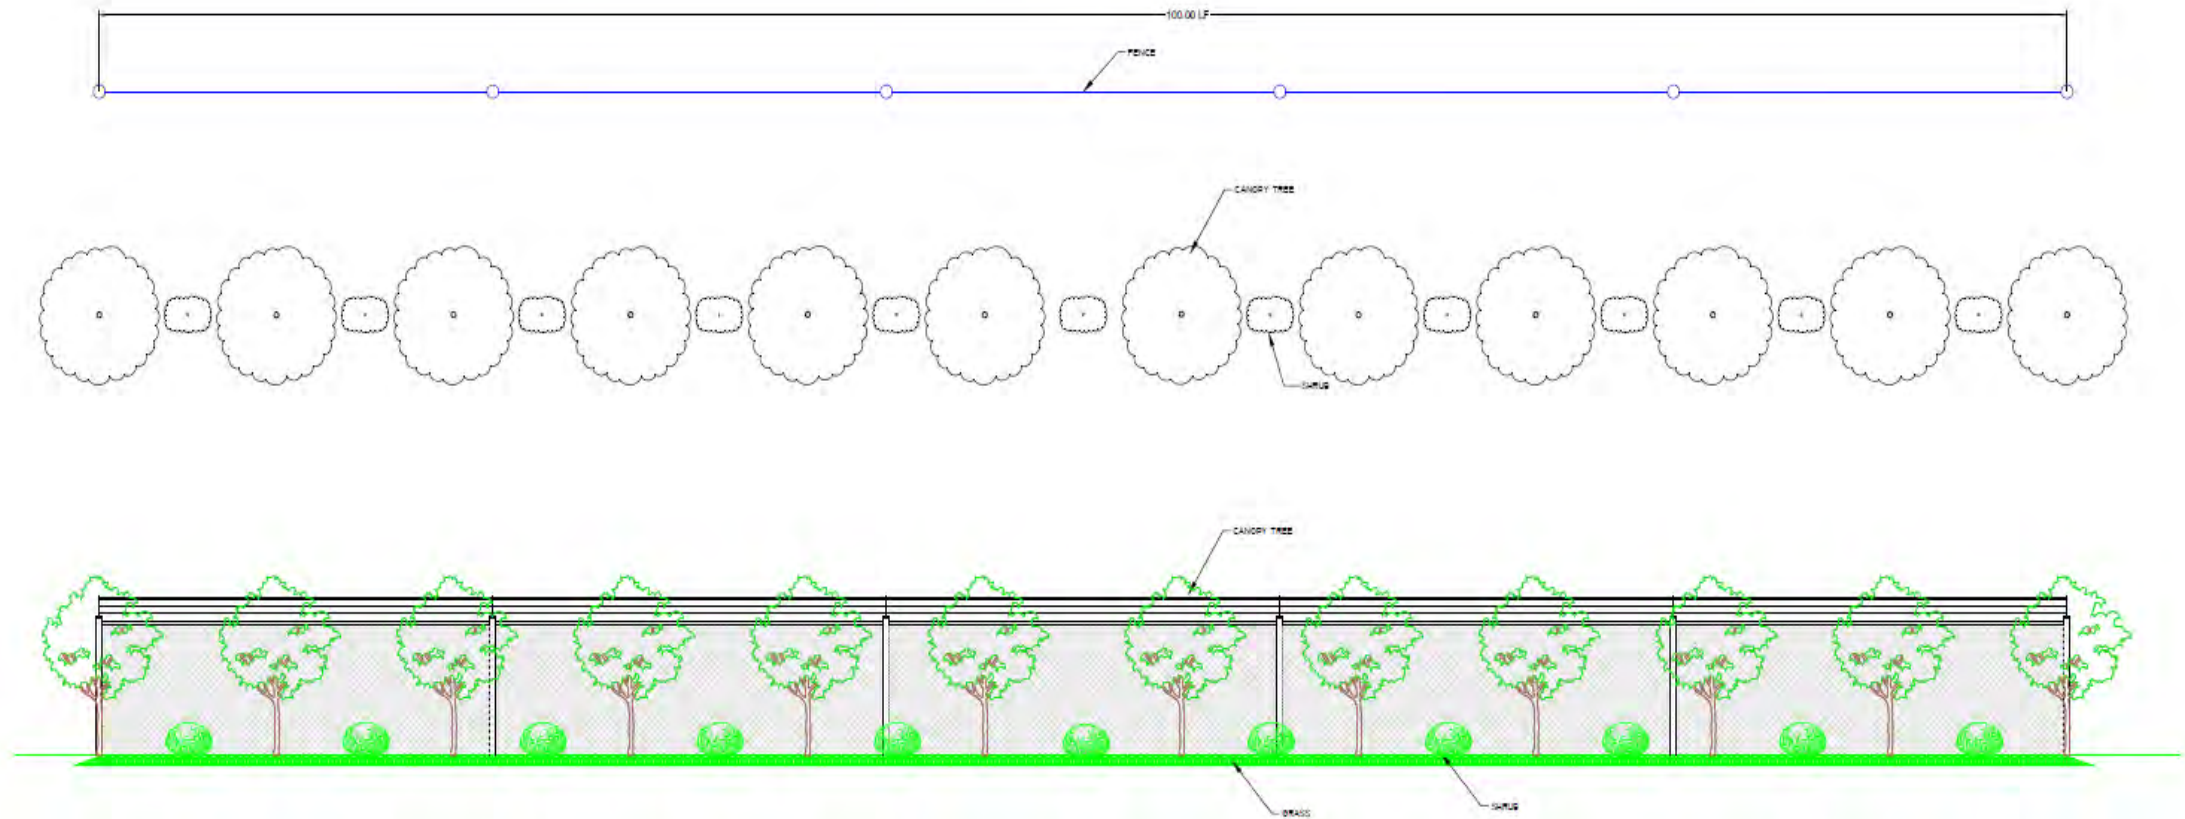 100.00 LF
FENCE
CANOPY TREE
SHRUB
CANOPY TREE
SHRUB
GRASS